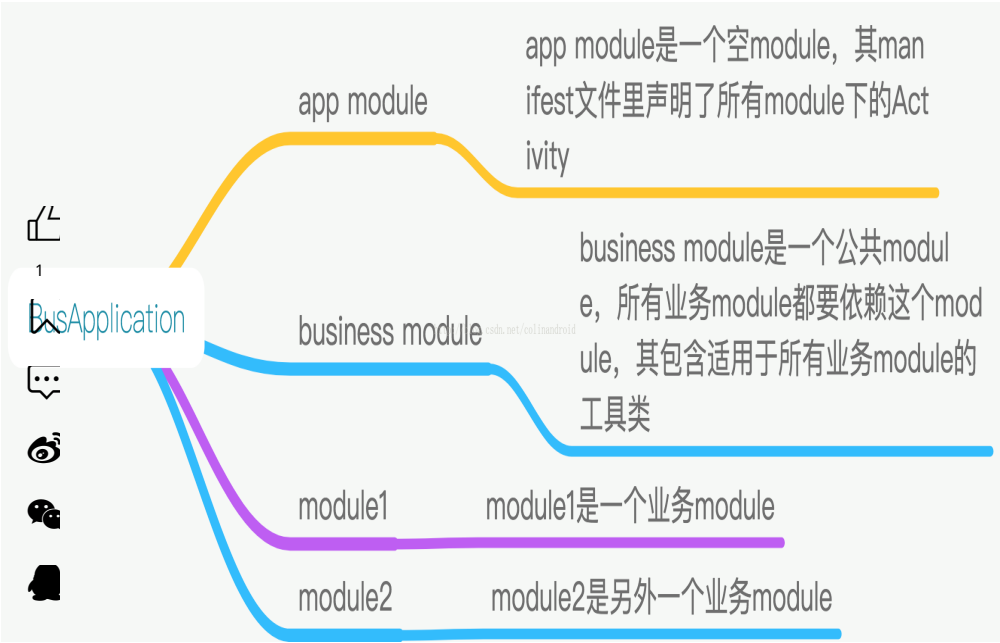 app module是一个空module，其man
app module
ifest文件里声明了所有module下的Act
ivity
1
BusApplication
business module是一个公共modul
e，所有业务module都要依赖这个mod
business module
csdn.net/colinandroid
ule，其包含适用于所有业务module的
工具类
module1
module1是一个业务module
module2
module2是另外一个业务module